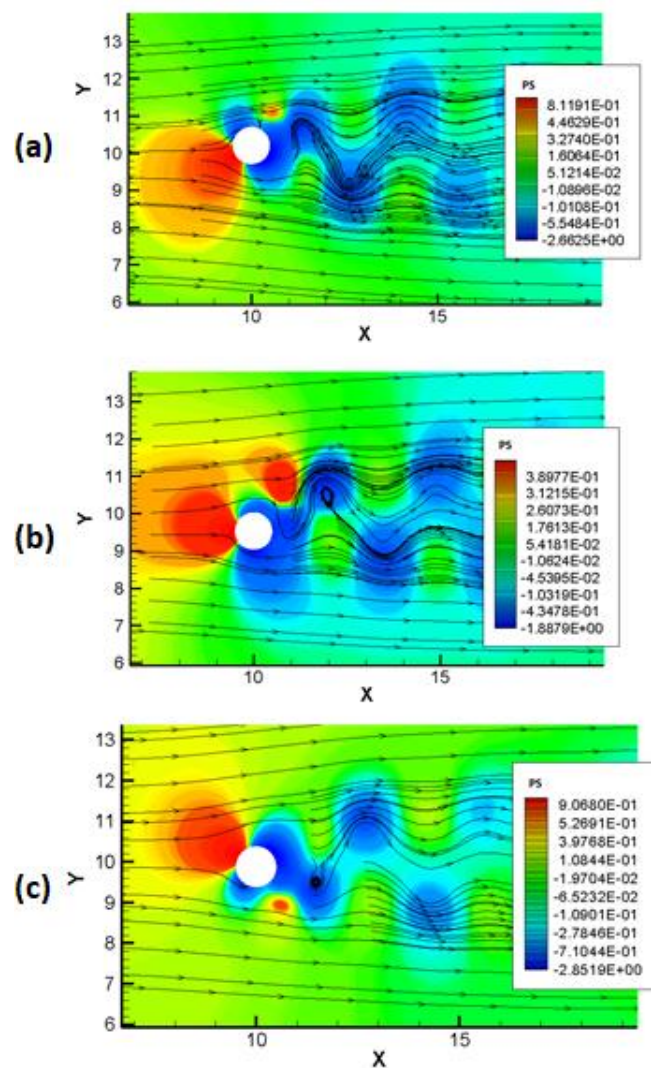 (a)
Y
13
12
11
10
9
8
7
6
10
15
X
PS
8.1191E-01
4.4629E-01
3.2740E-01
1.6064E-01
5.1214E-02
-1.0896E-02
-1.0108E-01
-5.5484E-01
-2.6625E+00
(b)
Y
13
12
11
10
9
8
7
6
10
15
X
PS
3.8977E-01
3.1215E-01
2.6073E-01
1.7613E-01
5.4181E-02
-1.0624E-02
-4.5395E-02
-1.0319E-01
-4.3478E-01
-1.8879E+00
(c)
Y
13
12
11
10
9
8
7
6
10
15
X
PS
9.0680E-01
5.2691E-01
3.9768E-01
1.0844E-01
-1.9704E-02
-6.5232E-02
-1.0901E-01
-2.7846E-01
-7.1044E-01
-2.8519E+00